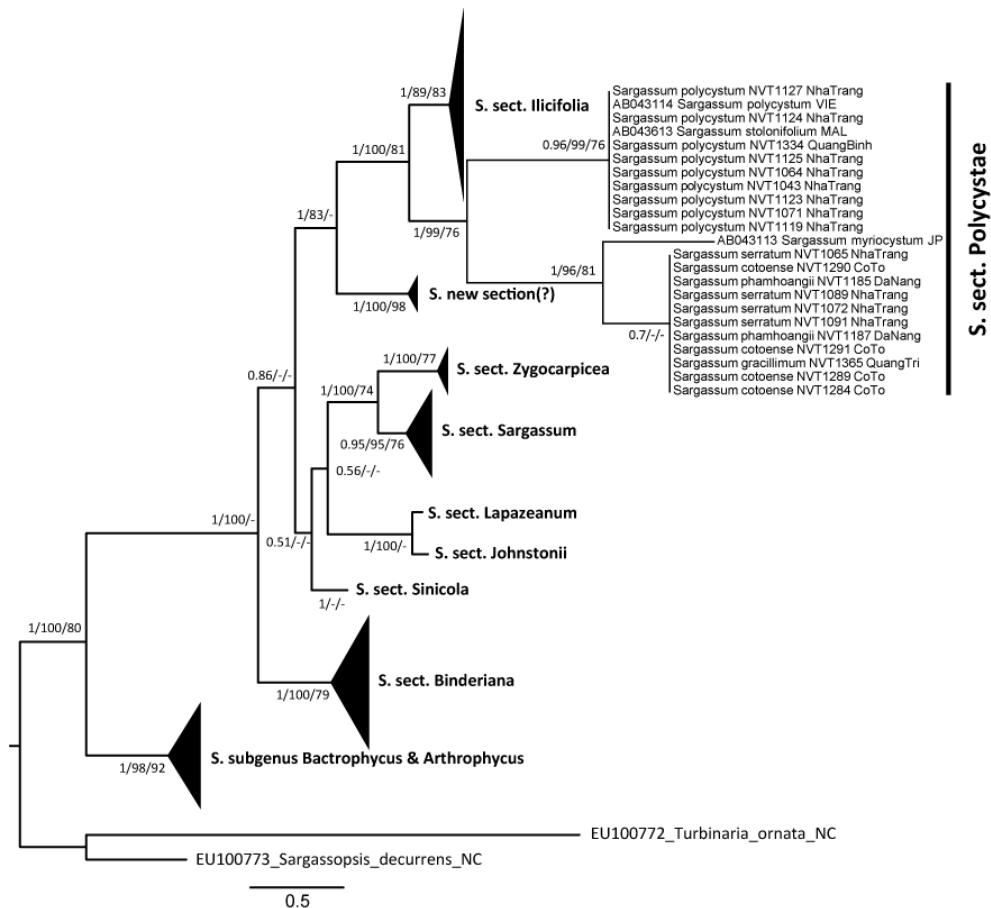 1/89/83
S. sect. Ilicifolia
Sargassum polycystum NVT1127 NhaTrang
AB043114 Sargassum polycystum VIE
Sargassum polycystum NVT1124 NhaTrang
AB043613 Sargassum stolonifolium MAL
0.96/99/76
Sargassum polycystum NVT1334 QuangBinh
Sargassum polycystum NVT1125 NhaTrang
Sargassum polycystum NVT1064 NhaTrang
Sargassum polycystum NVT1043 NhaTrang
Sargassum polycystum NVT1123 NhaTrang
Sargassum polycystum NVT1071 NhaTrang
Sargassum polycystum NVT1119 NhaTrang
S. sect. Polycystae
1/100/81
1/83/-
1/99/76
AB043113 Sargassum myriocystum JP
1/96/81
Sargassum serratum NVT1065 NhaTrang
Sargassum cotoense NVT1290 CoTo
Sargassum phamhoangii NVT1185 DaNang
Sargassum serratum NVT1089 NhaTrang
Sargassum serratum NVT1072 NhaTrang
Sargassum serratum NVT1091 NhaTrang
0.7/-/-
Sargassum phamhoangii NVT1187 DaNang
Sargassum cotoense NVT1291 CoTo
Sargassum gracillimum NVT1365 QuangTri
Sargassum cotoense NVT1289 CoTo
Sargassum cotoense NVT1284 CoTo
S. new section(?)
1/100/98
1/100/77
S. sect. Zygocarpicea
0.86/-/-
1/100/74
S. sect. Sargassum
0.95/95/76
0.56/-/-
S. sect. Lapazeanum
1/100/-
0.51/-/-
1/100/-
S. sect. Johnstonii
S. sect. Sinicola
1/-/-
1/100/80
S. sect. Binderiana
1/100/79
S. subgenus Bactrophycus & Arthrophycus
1/98/92
EU100772_Turbinaria_ornata_NC
EU100773_Sargassopsis_decurrens_NC
0.5